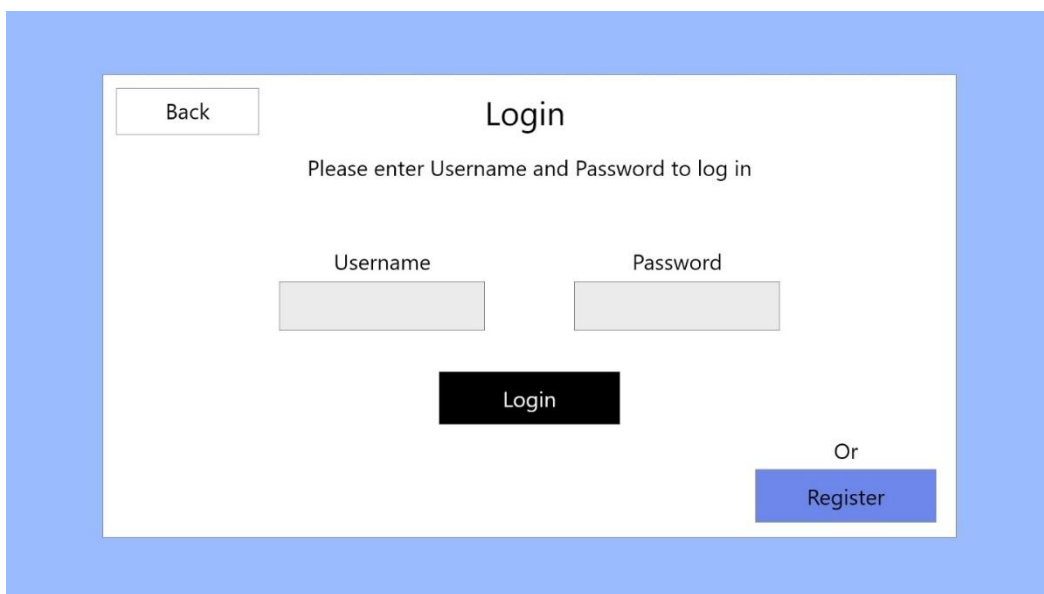 Back
Login
Please enter Username and Password to log in
Username
Password
Login
Or
Register